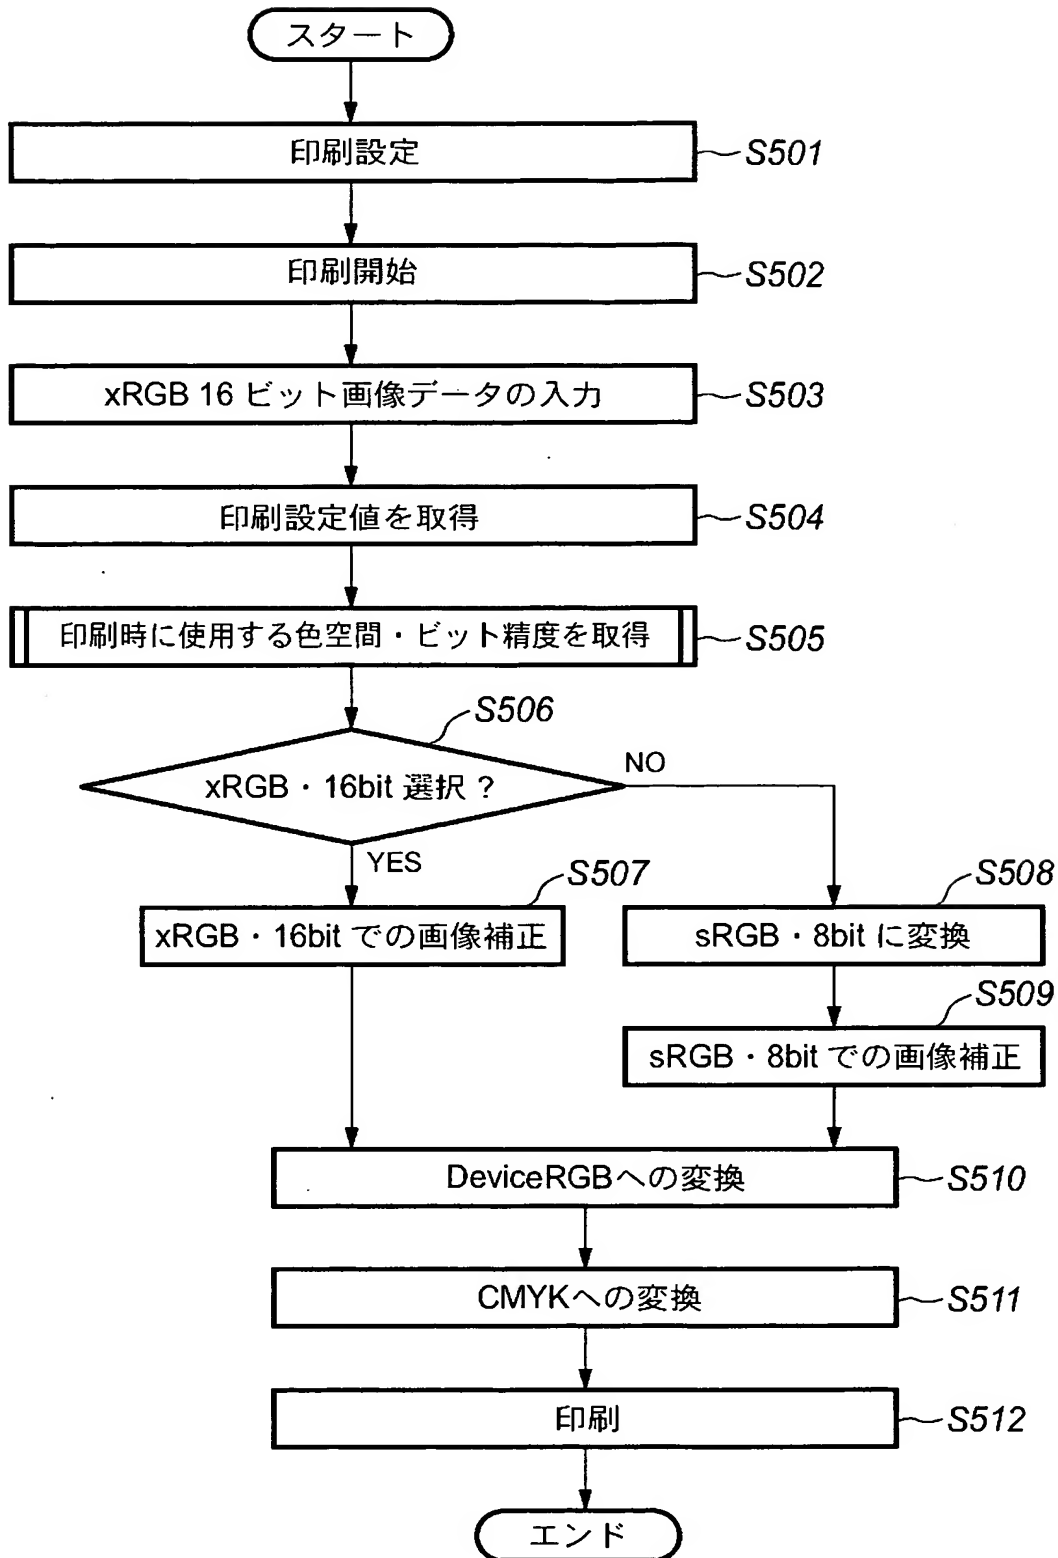 スタート
印刷設定 S501
印刷開始 S502
xRGB 16 ビット画像データの入力 S503
印刷設定値を取得 S504
印刷時に使用する色空間・ビット精度を取得 S505
S506
xRGB・16bit 選択？
NO
YES
S507
xRGB・16bit での画像補正
S508
sRGB・8bit に変換
S509
sRGB・8bit での画像補正
DeviceRGBへの変換 S510
CMYKへの変換 S511
印刷 S512
エンド